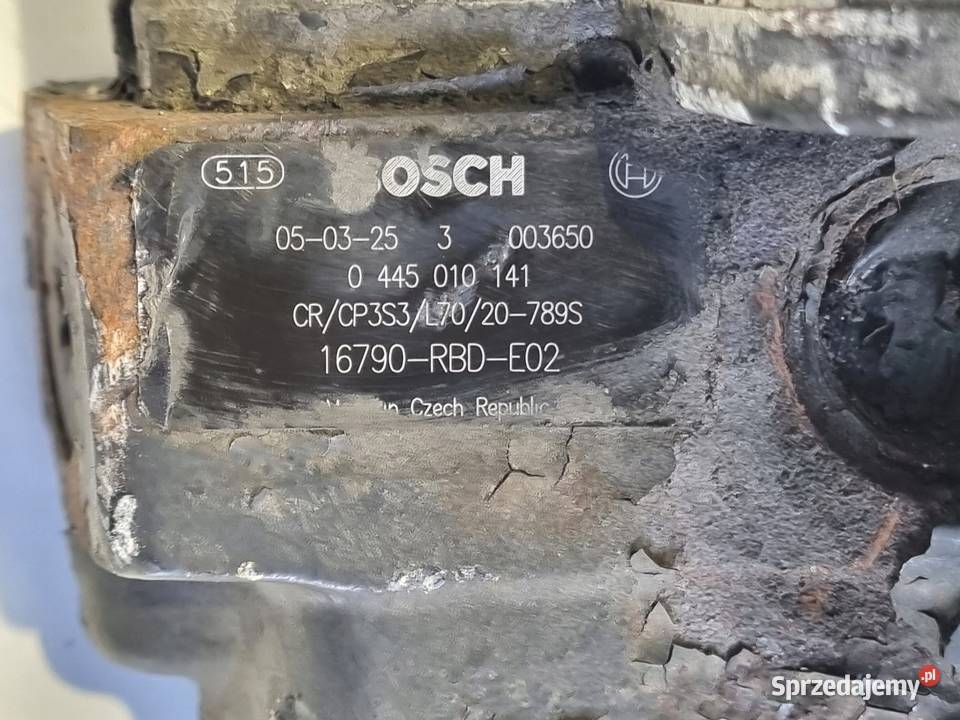 515 BOSCH
05-03-25 3 003650
0 445 010 141
CR/CP3S3/L70/20-789S
16790-RBD-E02
Czech Republic
Sprzedajemy.pl